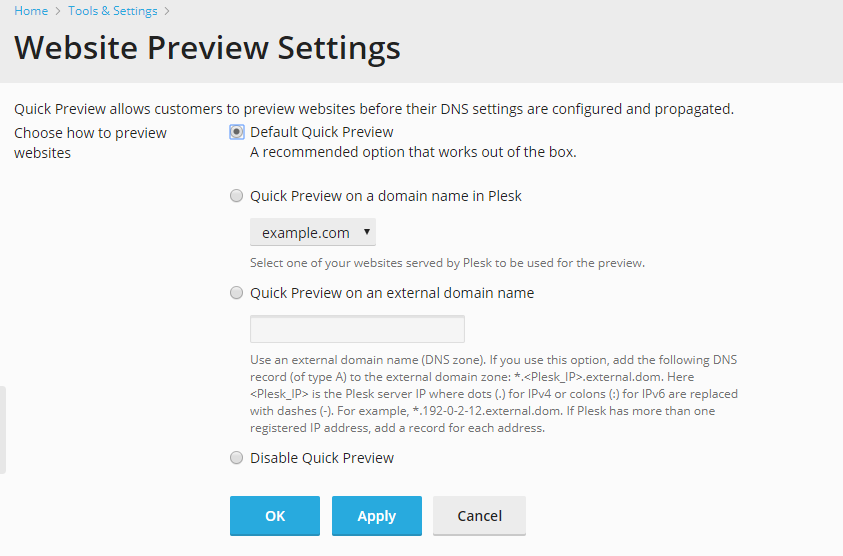 Home > Tools & Settings >
Website Preview Settings
Quick Preview allows customers to preview websites before their DNS settings are configured and propagated.
Choose how to preview
websites
Default Quick Preview
A recommended option that works out of the box.
Quick Preview on a domain name in Plesk
example.com
Select one of your websites served by Plesk to be used for the preview.
Quick Preview on an external domain name
Use an external domain name (DNS zone). If you use this option, add the following DNS
record (of type A) to the external domain zone: *.<Plesk_IP>.external.dom. Here
<Plesk_IP> is the Plesk server IP where dots (.) for IPv4 or colons (:) for IPv6 are replaced
with dashes (-). For example, *.192-0-2-12.external.dom. If Plesk has more than one
registered IP address, add a record for each address.
Disable Quick Preview
OK Apply Cancel